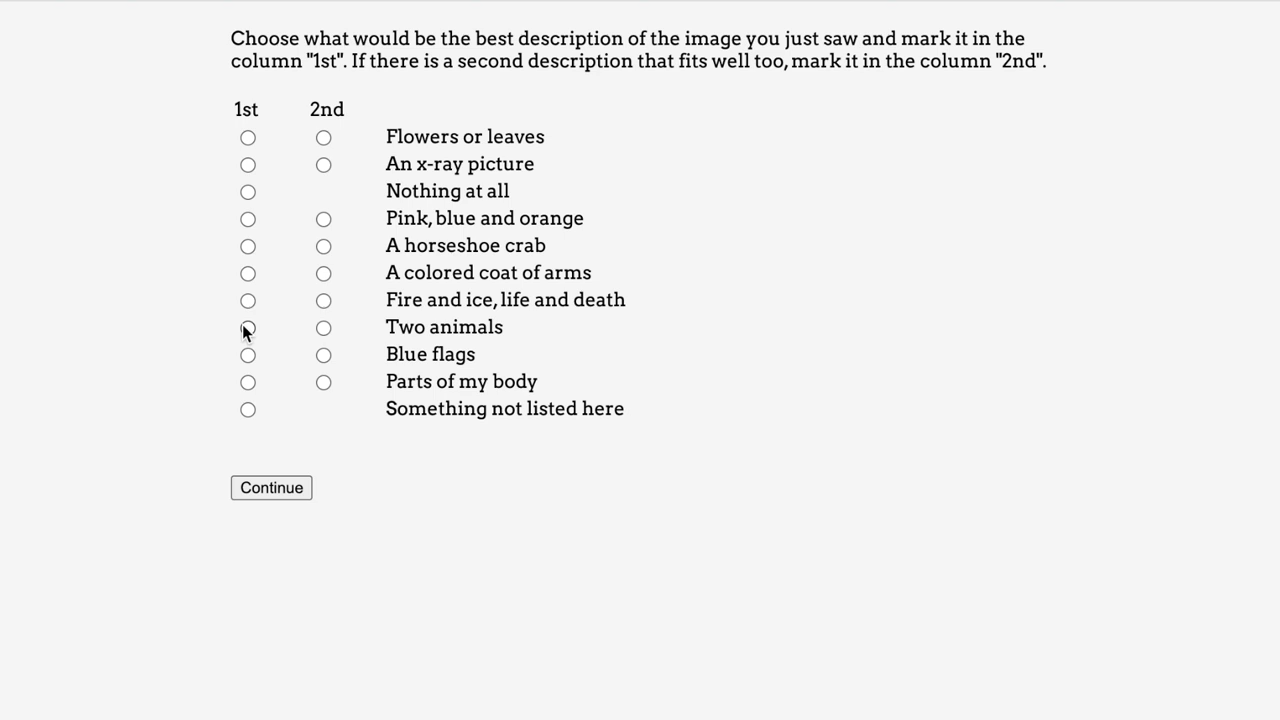 Choose what would be the best description of the image you just saw and mark it in the
column "1st". If there is a second description that fits well too, mark it in the column "2nd".
1st 2nd
Flowers or leaves
An x-ray picture
Nothing at all
Pink, blue and orange
A horseshoe crab
A colored coat of arms
Fire and ice, life and death
Two animals
Blue flags
Parts of my body
Something not listed here
Continue